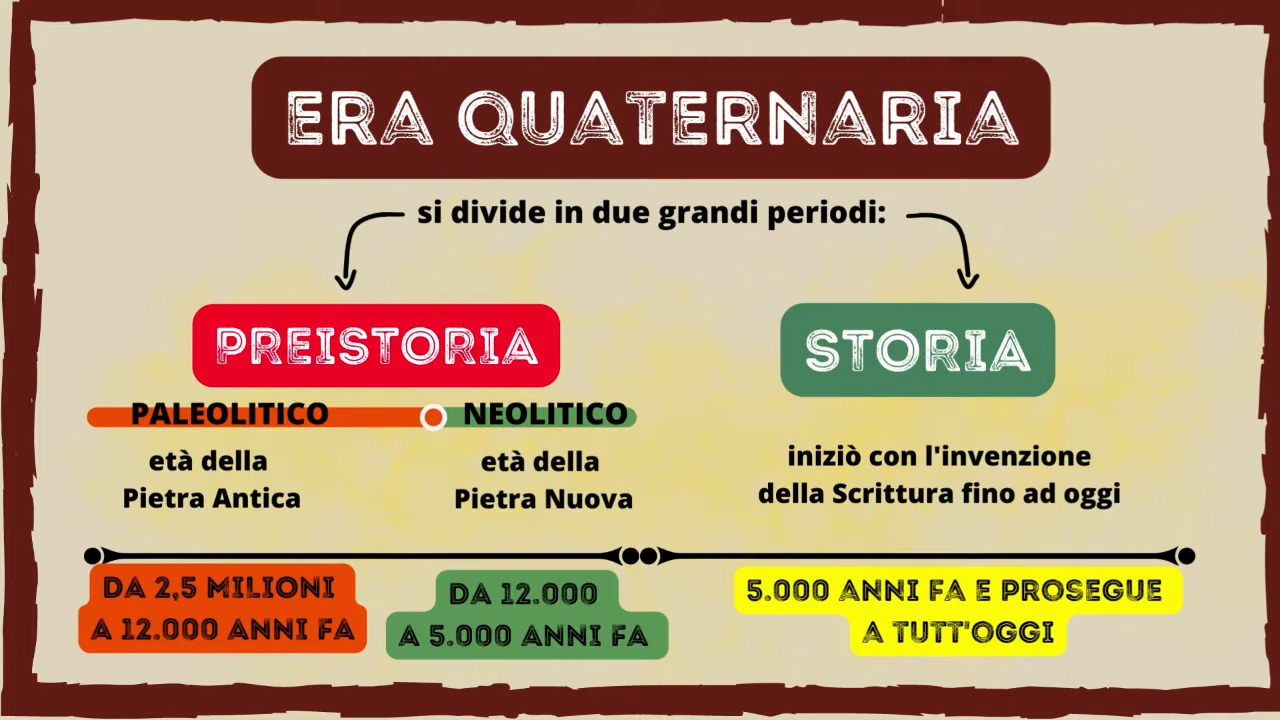 ERA QUATERNARIA
si divide in due grandi periodi:
PREISTORIA
PALEOLITICO
NEOLITICO
età della
Pietra Antica
età della
Pietra Nuova
DA 2,5 MILIONI
A 12.000 ANNI FA
DA 12.000
A 5.000 ANNI FA
STORIA
iniziò con l'invenzione
della Scrittura fino ad oggi
5.000 ANNI FA E PROSEGUE
A TUTT'OGGI